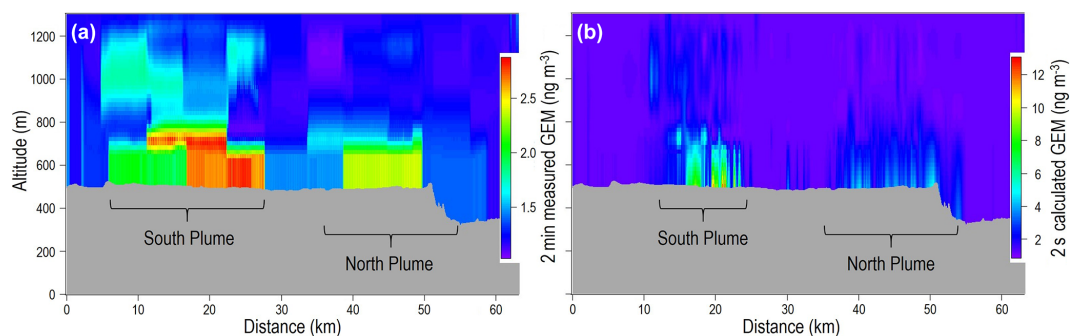 (a)
1200
1000
800
600
400
200
0
Altitude (m)
South Plume
North Plume
0 10 20 30 40 50 60
Distance (km)
2.5
2.0
1.5
2 min measured GEM (ng m-3)
(b)
South Plume
North Plume
0 10 20 30 40 50 60
Distance (km)
12
10
8
6
4
2
2 s calculated GEM (ng m-3)